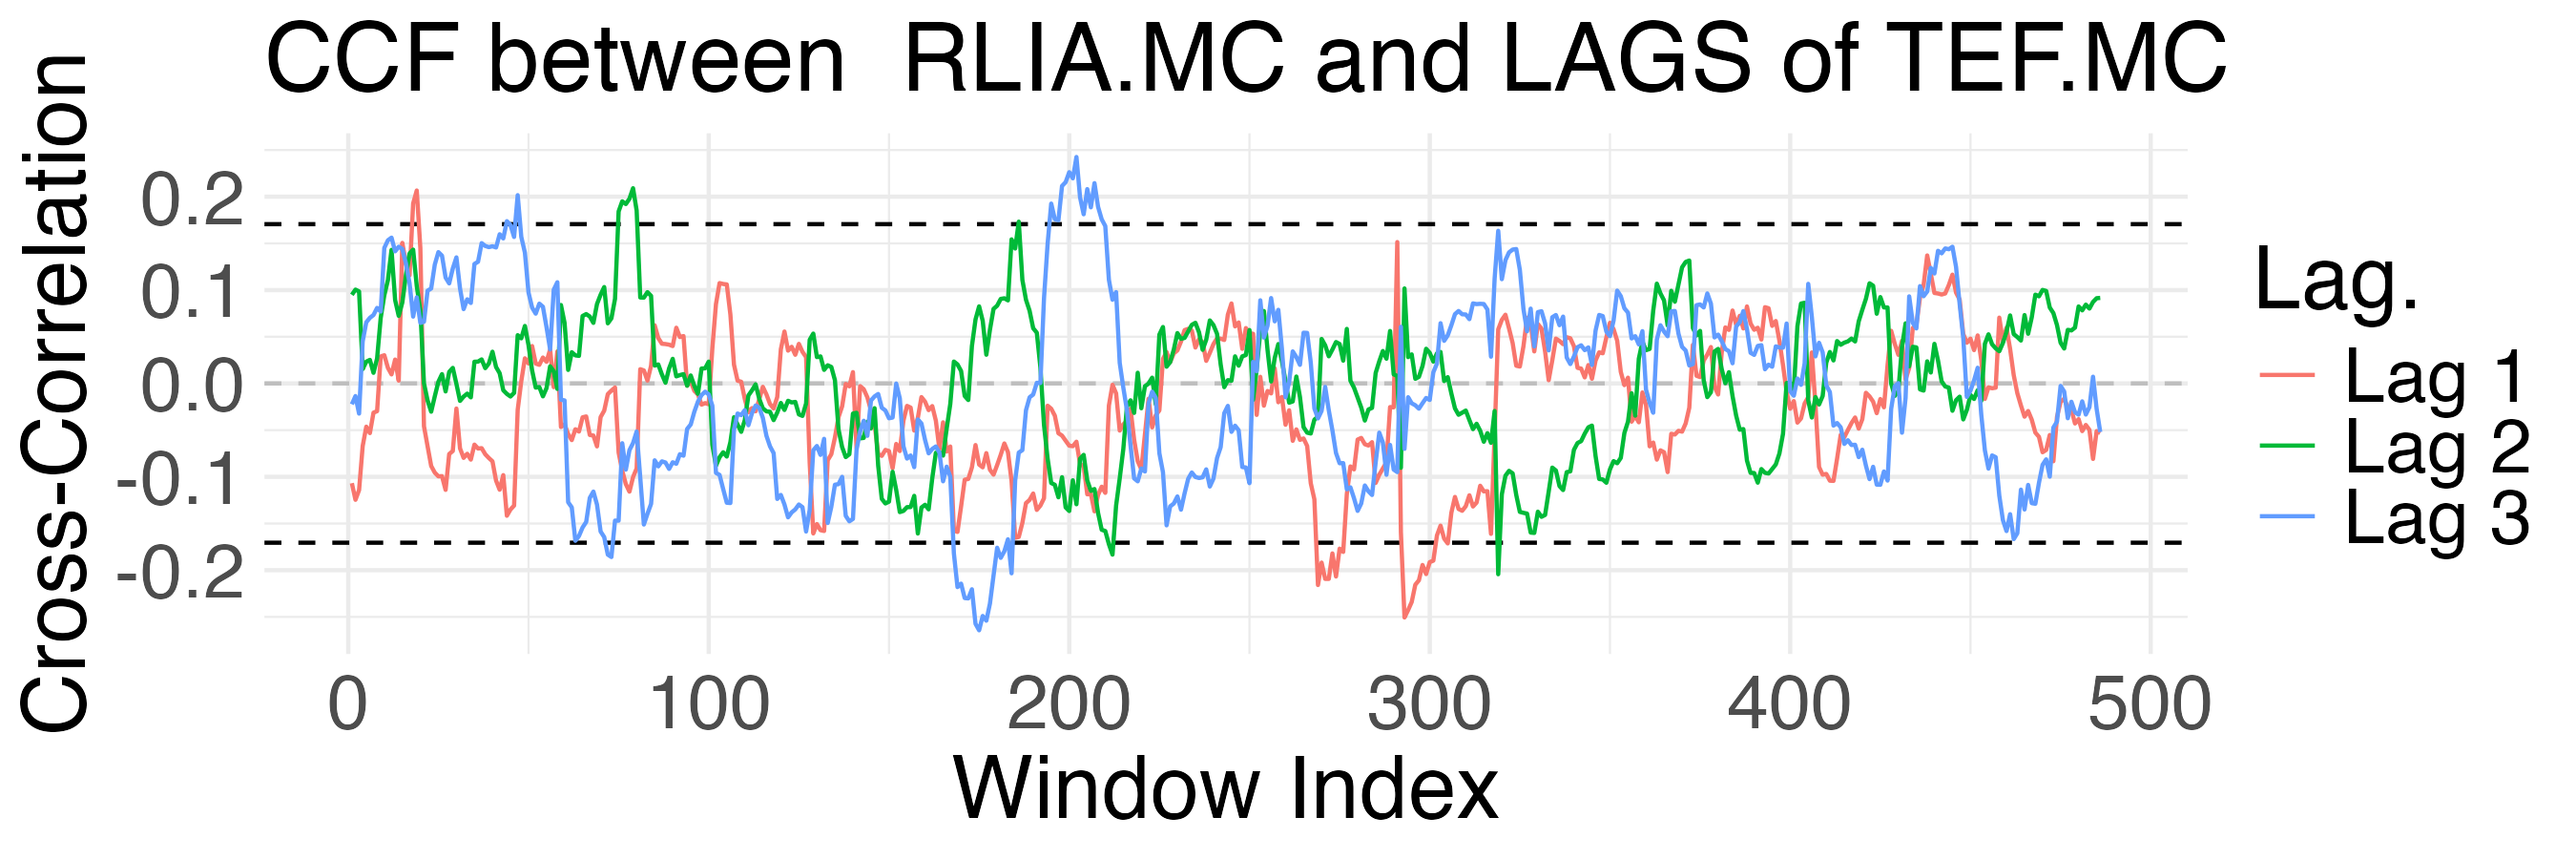 CCF between  RLIA.MC and LAGS of TEF.MC
Cross-Correlation
0.2
0.1
0.0
-0.1
-0.2
0 100 200 300 400 500
Window Index
Lag.
Lag 1
Lag 2
Lag 3